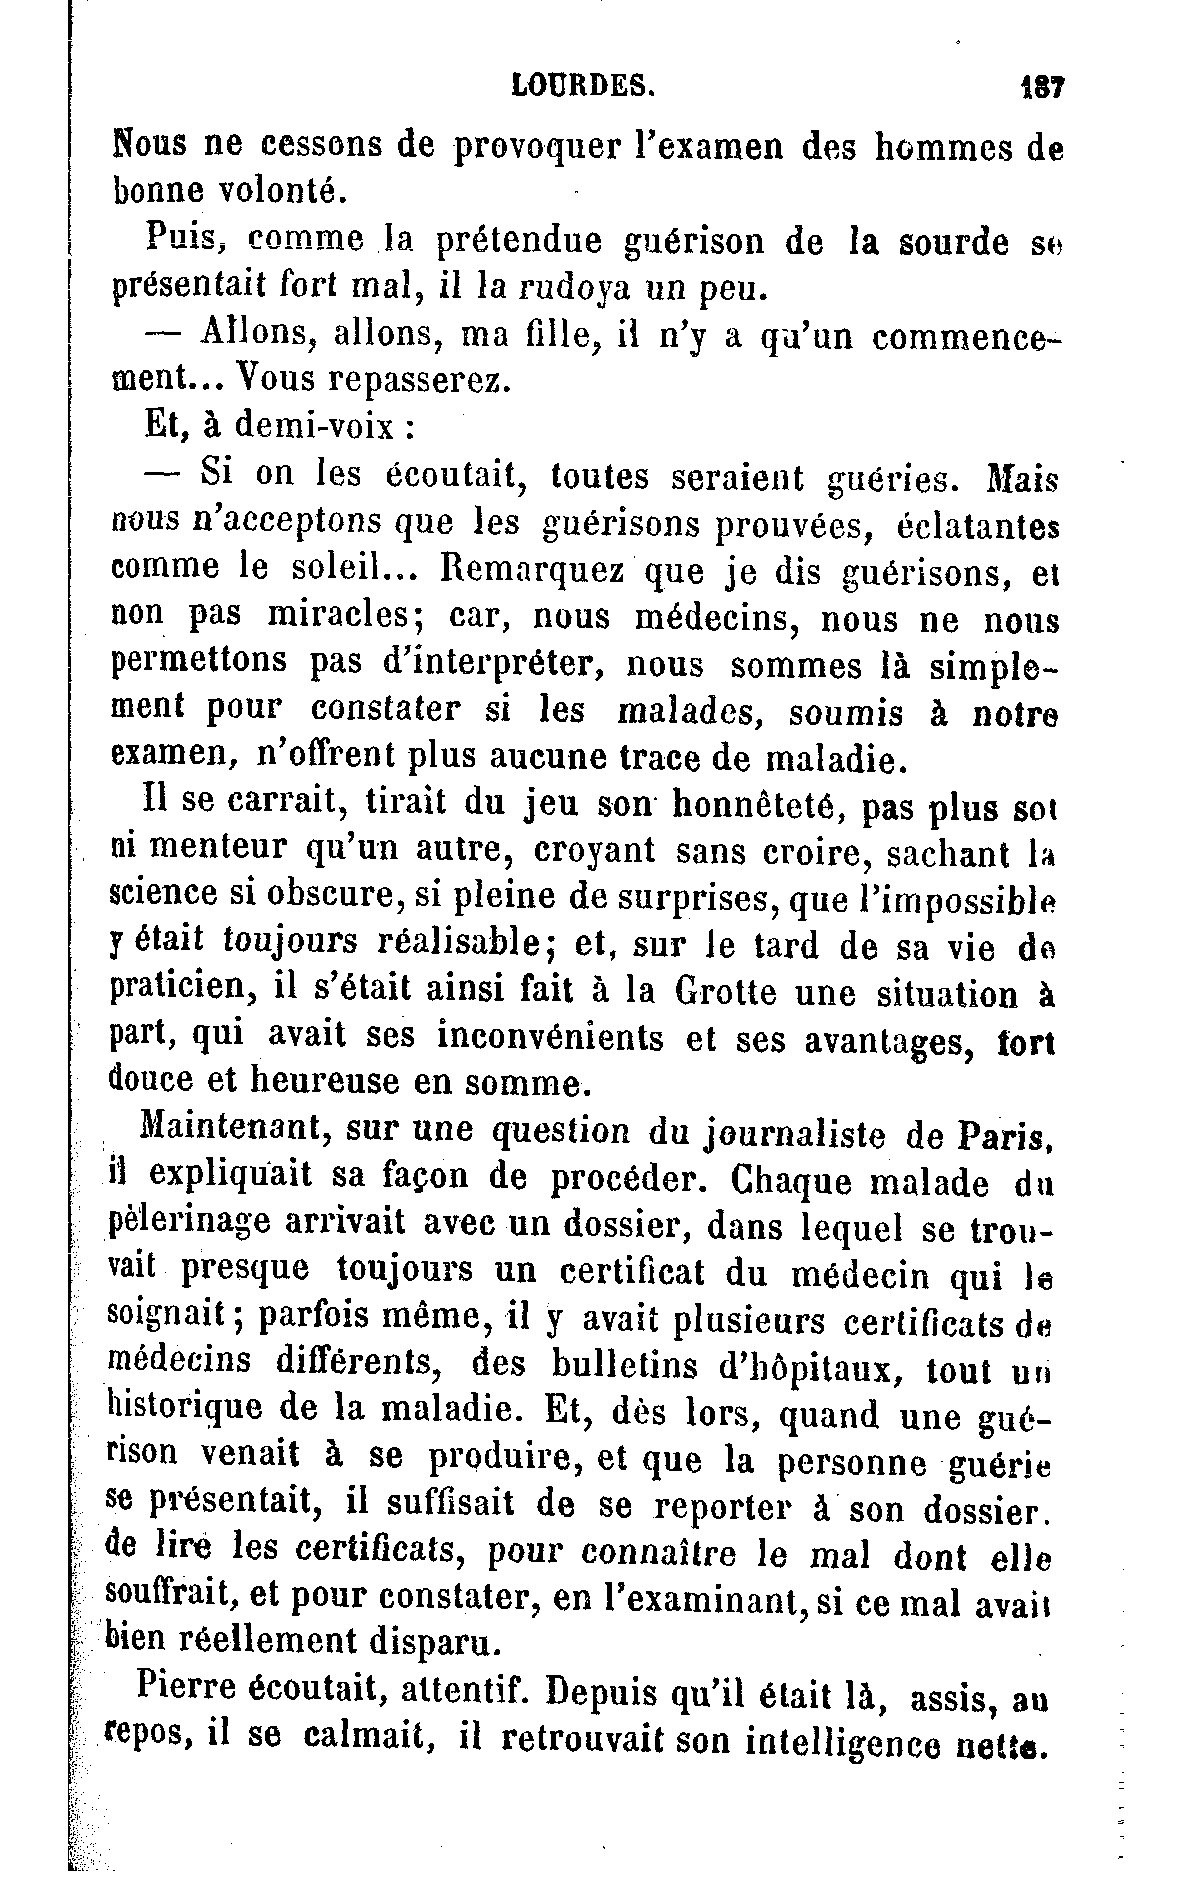 LOURDES. 187
Nous ne cessons de provoquer l'examen des hommes de
bonne volonté.
Puis, comme la prétendue guérison de la sourde se
présentait fort mal, il la rudoya un peu.
— Allons, allons, ma fille, il n'y a qu'un commence-
ment... Vous repasserez.
Et, à demi-voix :
— Si on les écoutait, toutes seraient guéries. Mais
nous n'acceptons que les guérisons prouvées, éclatantes
comme le soleil... Remarquez que je dis guérisons, et
non pas miracles; car, nous médecins, nous ne nous
permettons pas d'interpréter, nous sommes là simple-
ment pour constater si les malades, soumis à notre
examen, n'offrent plus aucune trace de maladie.
Il se carrait, tirait du jeu son honnêteté, pas plus sot
ni menteur qu'un autre, croyant sans croire, sachant la
science si obscure, si pleine de surprises, que l'impossible
y était toujours réalisable; et, sur le tard de sa vie de
praticien, il s'était ainsi fait à la Grotte une situation à
part, qui avait ses inconvénients et ses avantages, fort
douce et heureuse en somme.
Maintenant, sur une question du journaliste de Paris,
il expliquait sa façon de procéder. Chaque malade du
pèlerinage arrivait avec un dossier, dans lequel se trou-
vait presque toujours un certificat du médecin qui le
soignait; parfois même, il y avait plusieurs certificats de
médecins différents, des bulletins d'hôpitaux, tout un
historique de la maladie. Et, dès lors, quand une gué-
rison venait à se produire, et que la personne guérie
se présentait, il suffisait de se reporter à son dossier.
de lire les certificats, pour connaître le mal dont elle
souffrait, et pour constater, en l'examinant, si ce mal avait
bien réellement disparu.
Pierre écoutait, attentif. Depuis qu'il était là, assis, au
repos, il se calmait, il retrouvait son intelligence nette.